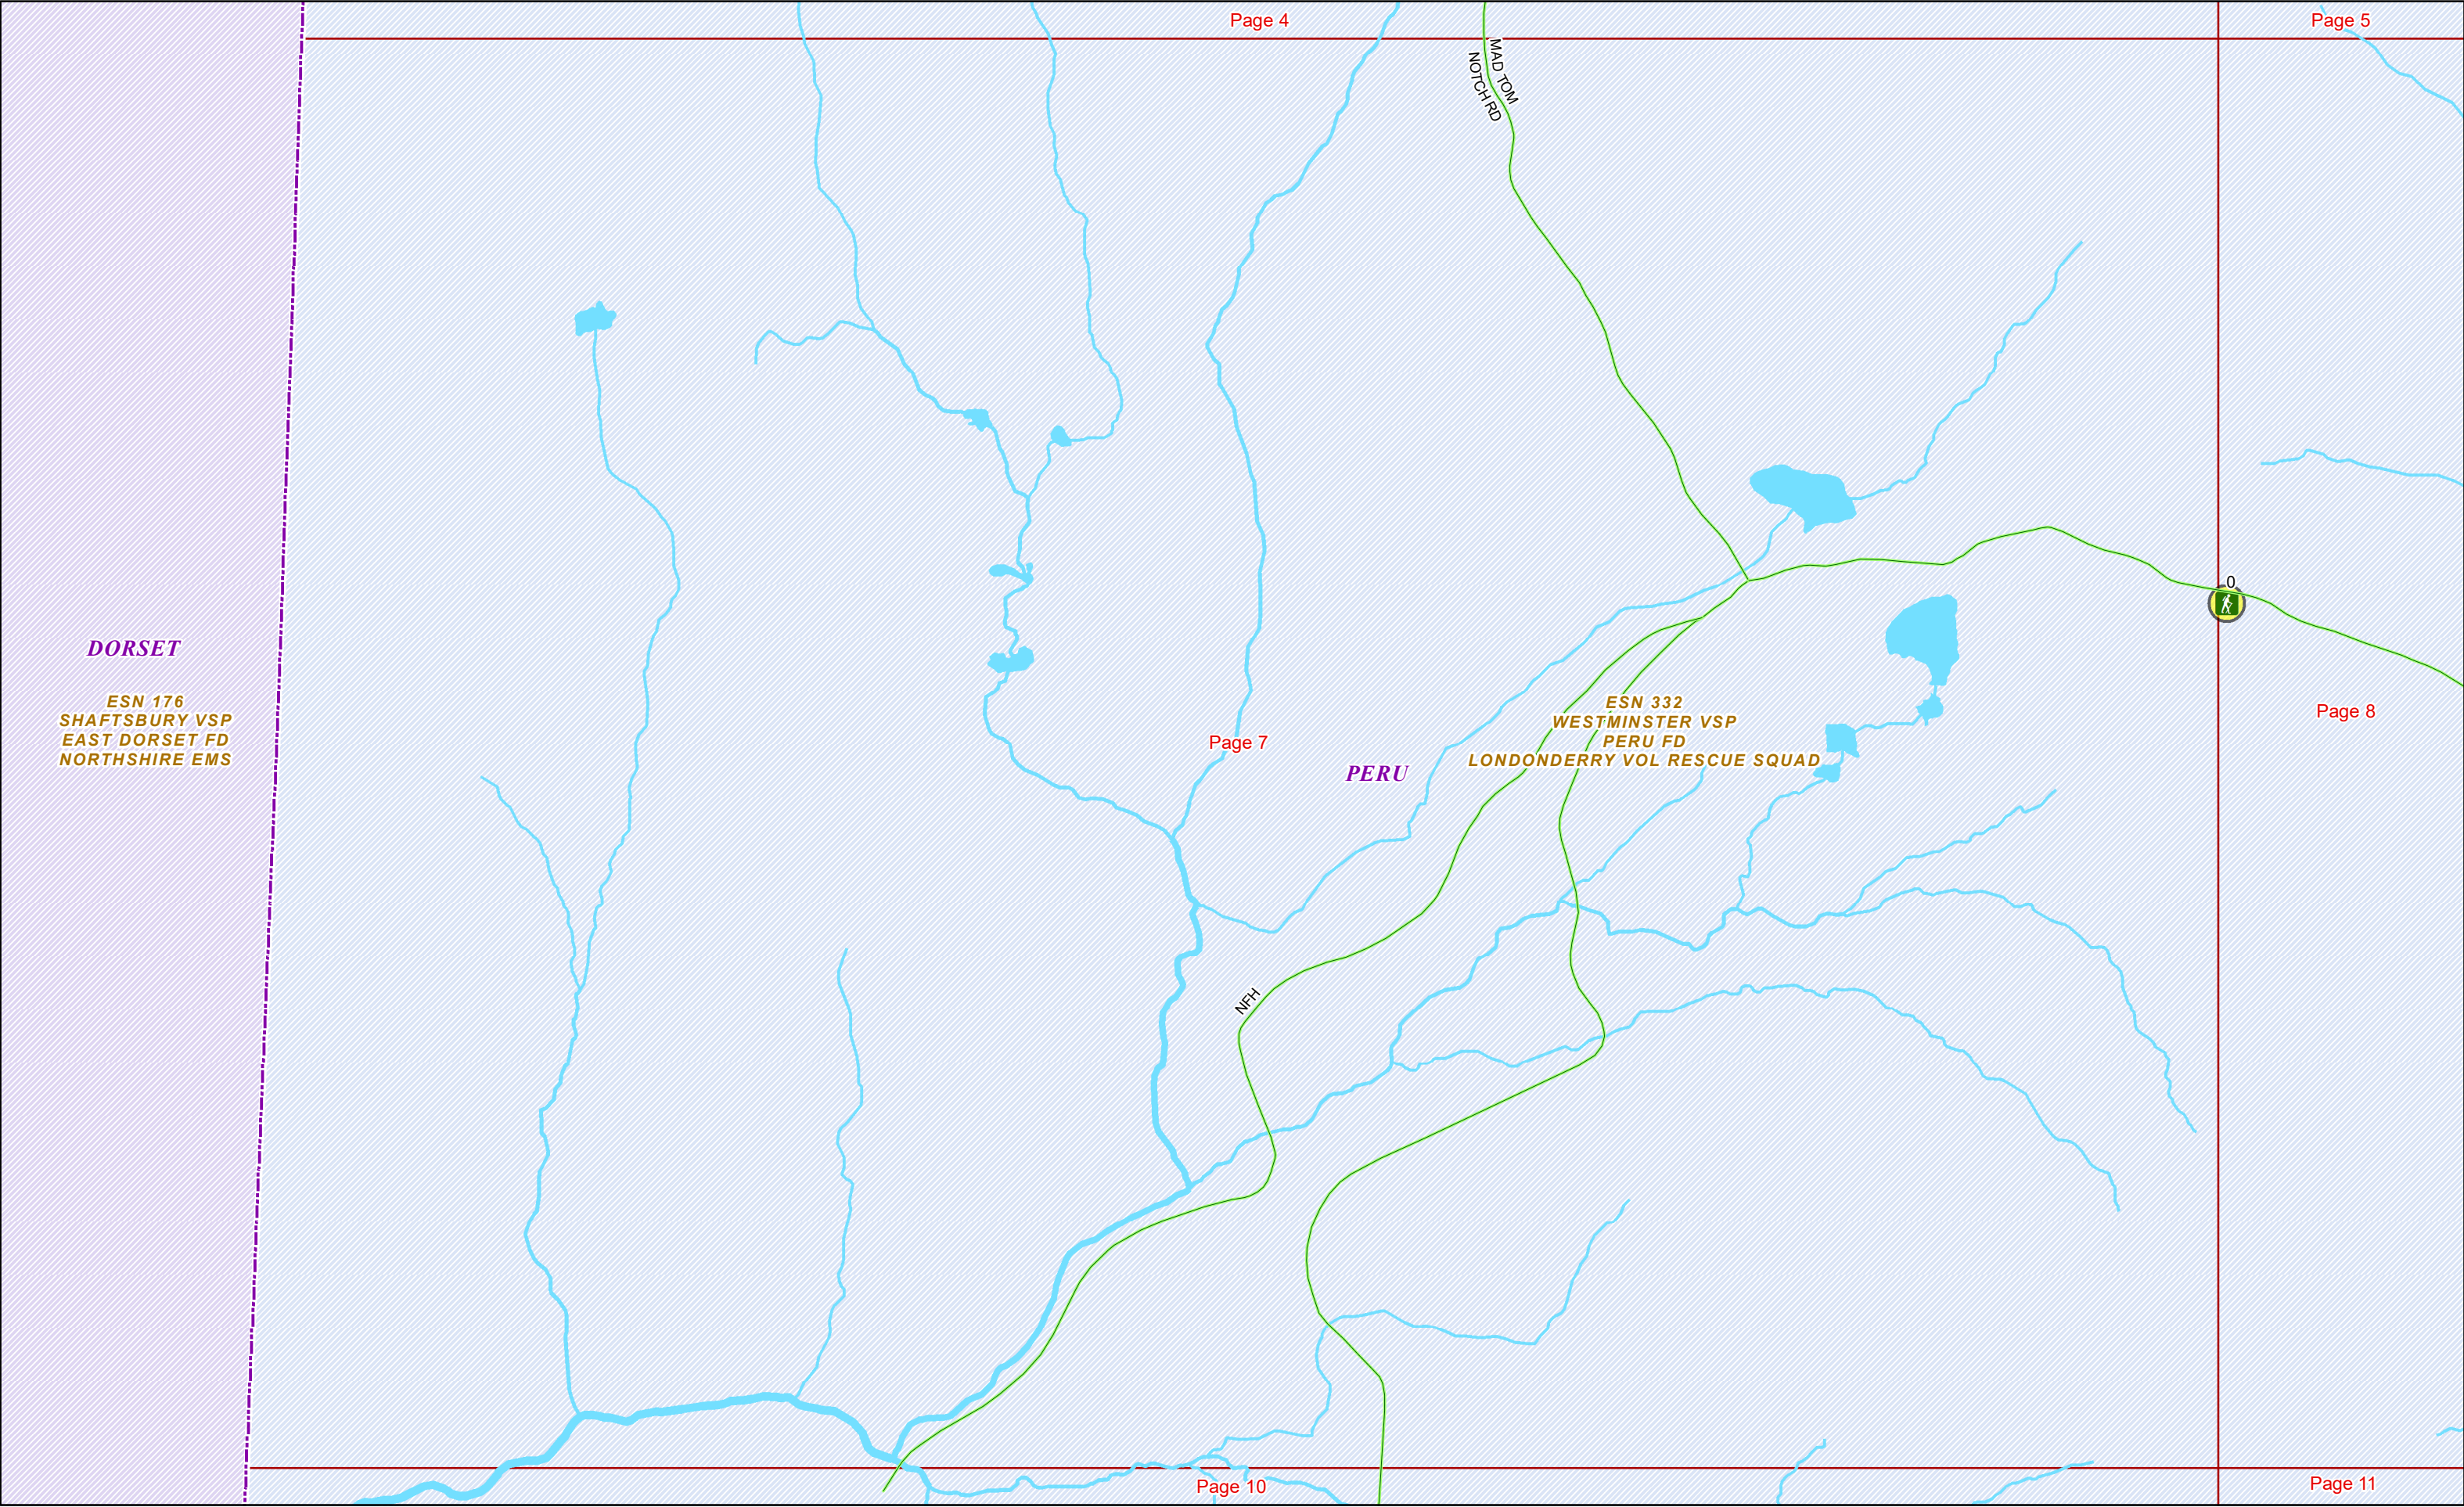 Page 4
Page 5
MAD TOM
NOTCH RD
0
DORSET
ESN 176
SHAFTSBURY VSP
EAST DORSET FD
NORTHSHIRE EMS
ESN 332
WESTMINSTER VSP
PERU FD
LONDONDERRY VOL RESCUE SQUAD
Page 8
Page 7
PERU
NFH
Page 10
Page 11